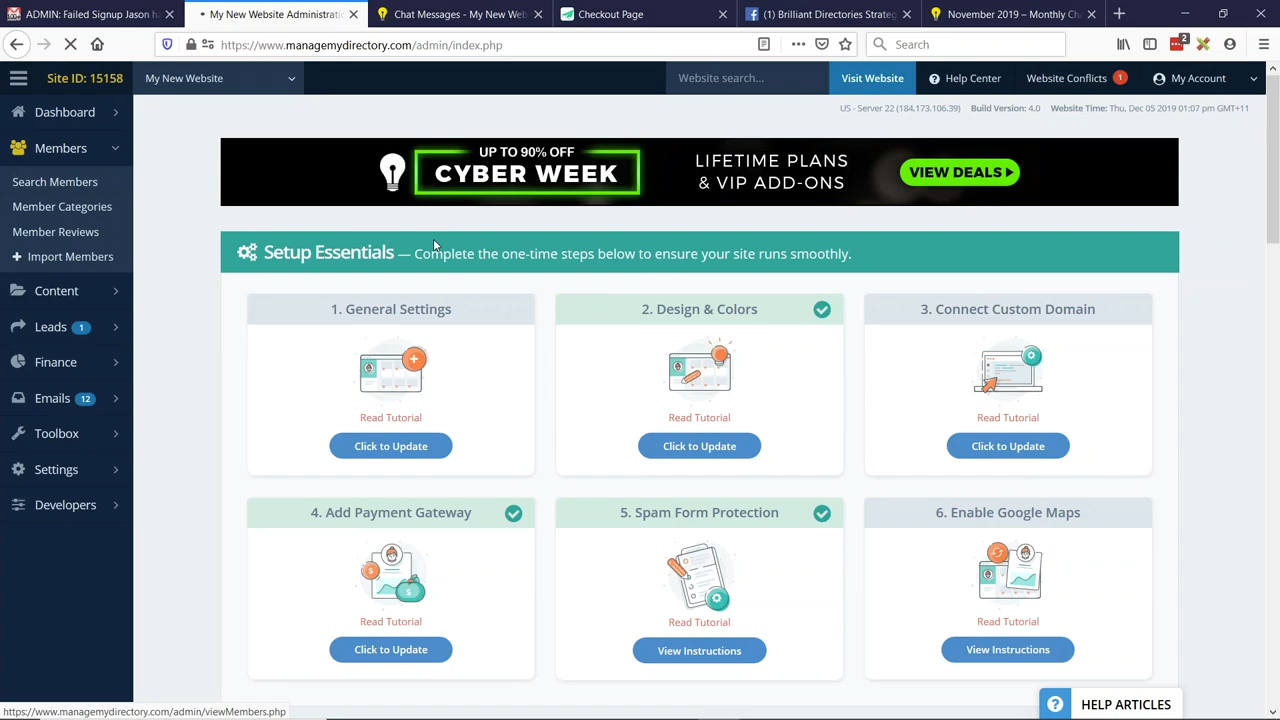 ADMIN: Failed Signup Jason ha
My New Website Administratio
Chat Messages - My New Web
Checkout Page
(1) Brilliant Directories Strateg
November 2019 – Monthly Ch
https://www.managemydirectory.com/admin/index.php
Search
2
Site ID: 15158
My New Website
Website search...
Visit Website
Help Center
Website Conflicts 1
My Account
US - Server 22 (184.173.106.39) Build Version: 4.0 Website Time: Thu, Dec 05 2019 01:07 pm GMT+11
Dashboard
Members
Search Members
Member Categories
Member Reviews
+ Import Members
Content
Leads 1
Finance
Emails 12
Toolbox
Settings
Developers
UP TO 90% OFF
CYBER WEEK
LIFETIME PLANS
& VIP ADD-ONS
VIEW DEALS
Setup Essentials — Complete the one-time steps below to ensure your site runs smoothly.
1. General Settings
Read Tutorial
Click to Update
2. Design & Colors
Read Tutorial
Click to Update
3. Connect Custom Domain
Read Tutorial
Click to Update
4. Add Payment Gateway
Read Tutorial
Click to Update
5. Spam Form Protection
Read Tutorial
View Instructions
6. Enable Google Maps
Read Tutorial
View Instructions
? HELP ARTICLES
https://www.managemydirectory.com/admin/viewMembers.php